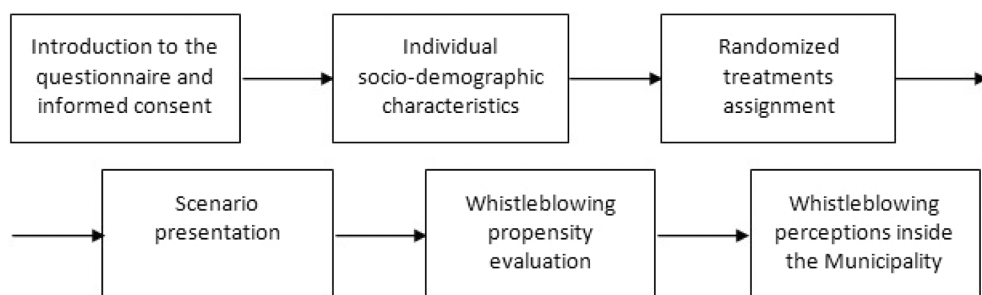 Introduction to the
questionnaire and
informed consent
Individual
socio-demographic
characteristics
Randomized
treatments
assignment
Scenario
presentation
Whistleblowing
propensity
evaluation
Whistleblowing
perceptions inside
the Municipality